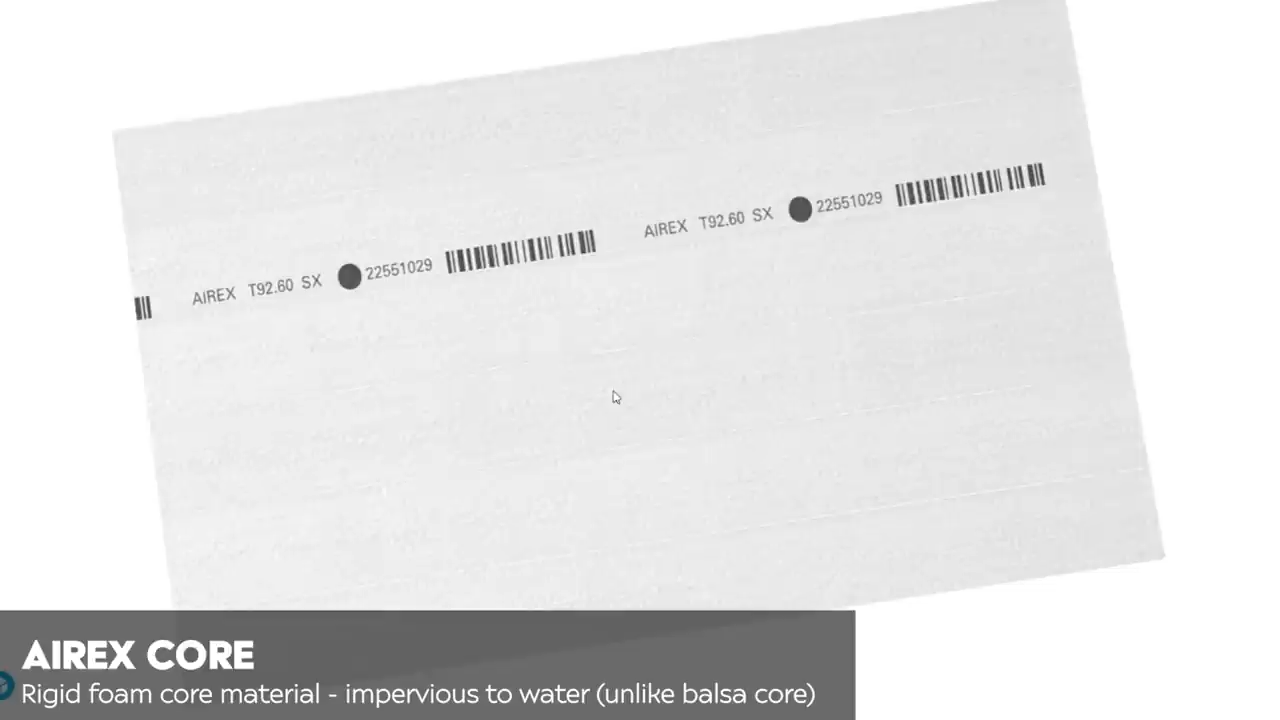 AIREX T92.60 SX 22551029
AIREX T92.60 SX 22551029
AIREX CORE
Rigid foam core material - impervious to water (unlike balsa core)